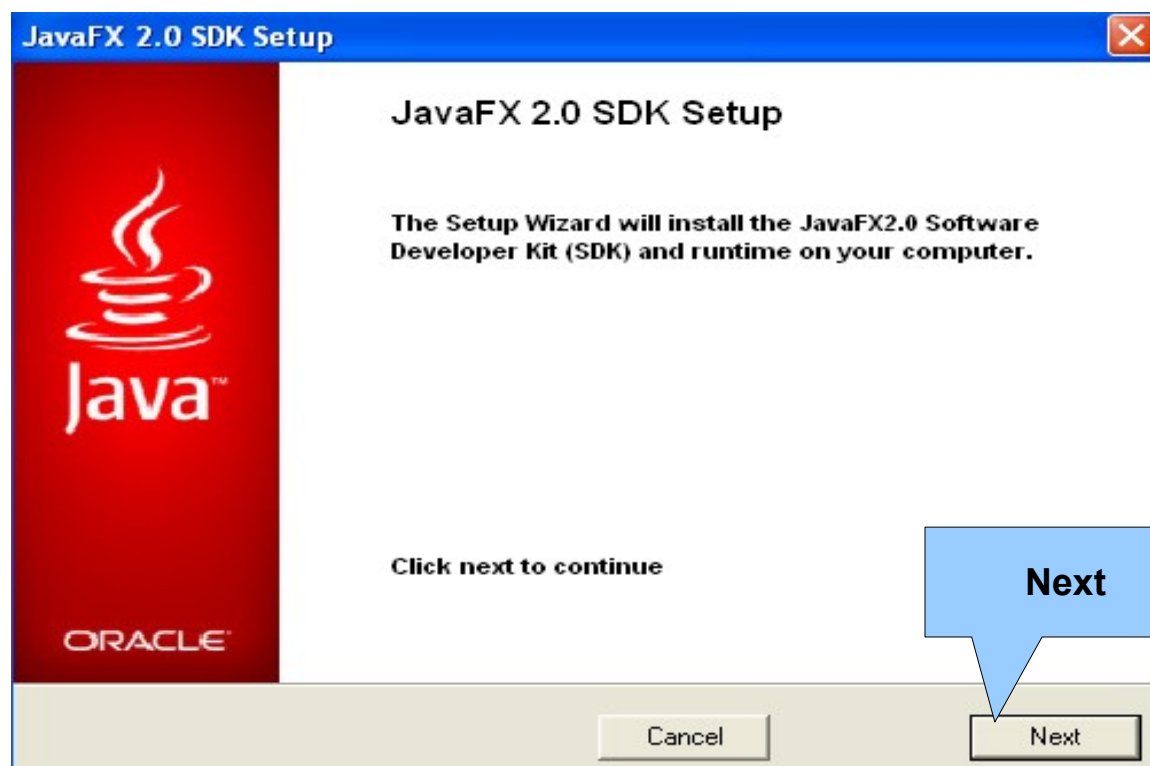 JavaFX 2.0 SDK Setup
JavaFX 2.0 SDK Setup
The Setup Wizard will install the JavaFX2.0 Software
Developer Kit (SDK) and runtime on your computer.
Java™
Click next to continue
Next
ORACLE
Cancel
Next